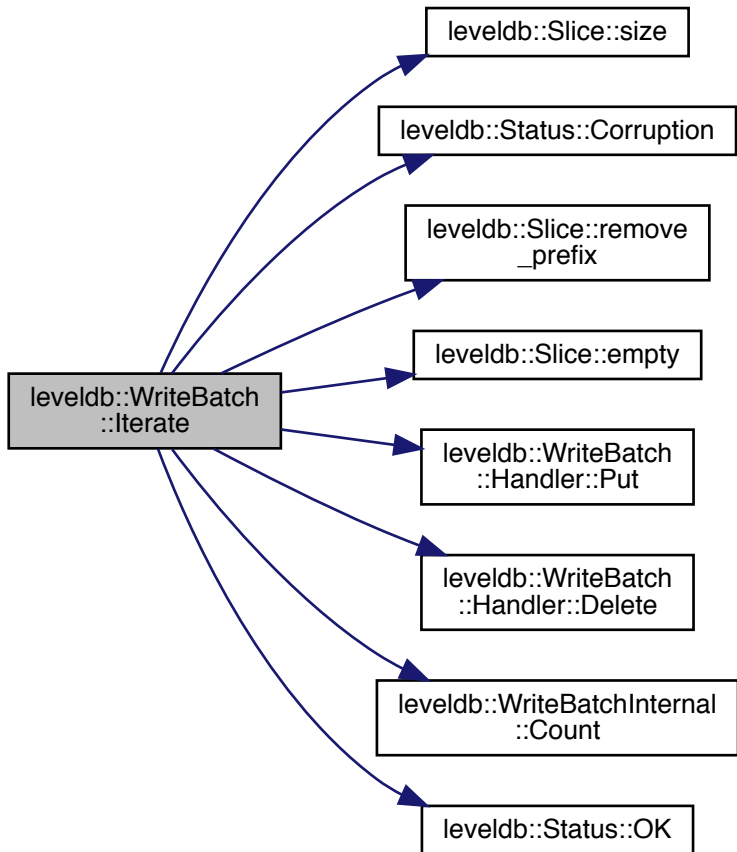 leveldb::Slice::size
leveldb::Status::Corruption
leveldb::Slice::remove
_prefix
leveldb::Slice::empty
leveldb::WriteBatch
::Iterate
leveldb::WriteBatch
::Handler::Put
leveldb::WriteBatch
::Handler::Delete
leveldb::WriteBatchInternal
::Count
leveldb::Status::OK